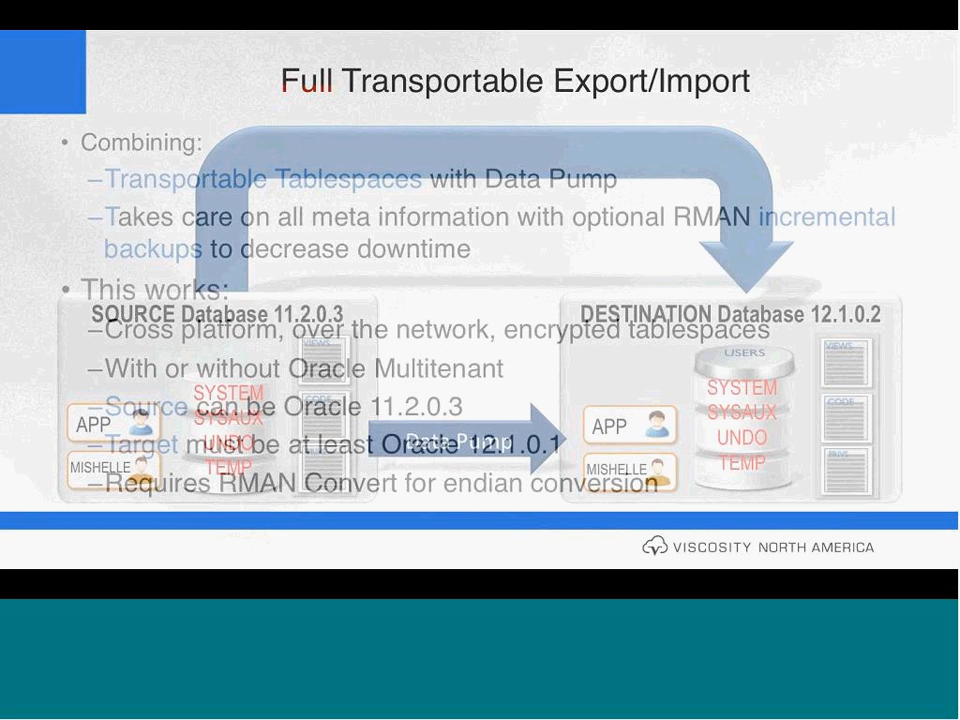 Full Transportable Export/Import
• Combining:
–Transportable Tablespaces with Data Pump
–Takes care on all meta information with optional RMAN incremental
backups to decrease downtime
• This works:
–Cross platform, over the network, encrypted tablespaces
–With or without Oracle Multitenant
–Source can be Oracle 11.2.0.3
–Target must be at least Oracle 12.1.0.1
–Requires RMAN Convert for endian conversion
SOURCE Database 11.2.0.3
VIEWS
CODE
SYSTEM
SYSAUX
UNDO
TEMP
APP
MISHELLE
Data Pump
DESTINATION Database 12.1.0.2
USERS
VIEWS
CODE
PRIVS
SYSTEM
SYSAUX
UNDO
TEMP
APP
MISHELLE
VISCOSITY NORTH AMERICA